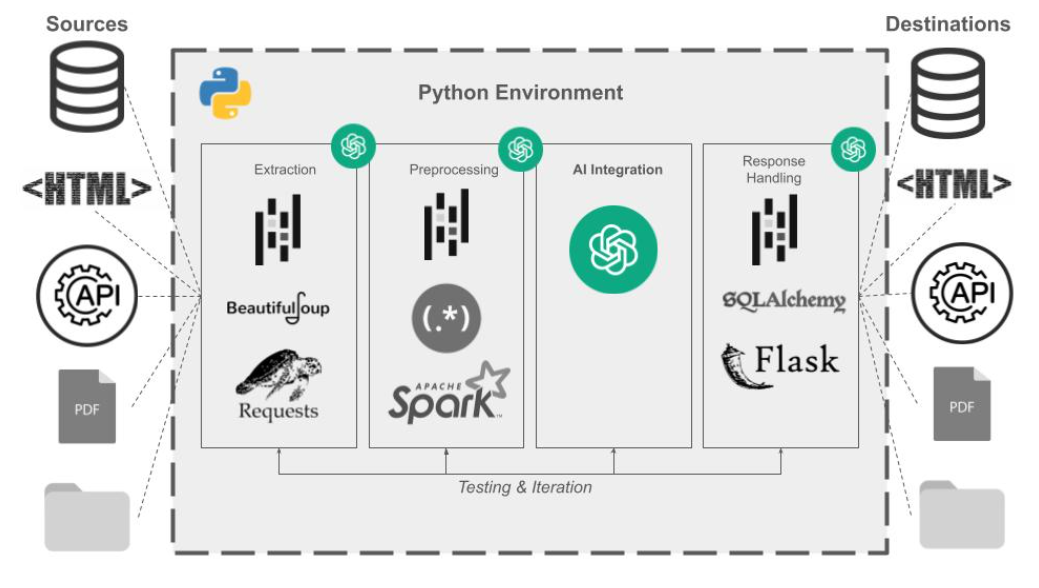 Sources
Destinations
Python Environment
Extraction
Preprocessing
AI Integration
Response
Handling
<HTML>
<HTML>
API
API
BeautifulSoup
(.*)
SQLAlchemy
Requests
APACHE
Spark™
Flask
PDF
PDF
Testing & Iteration